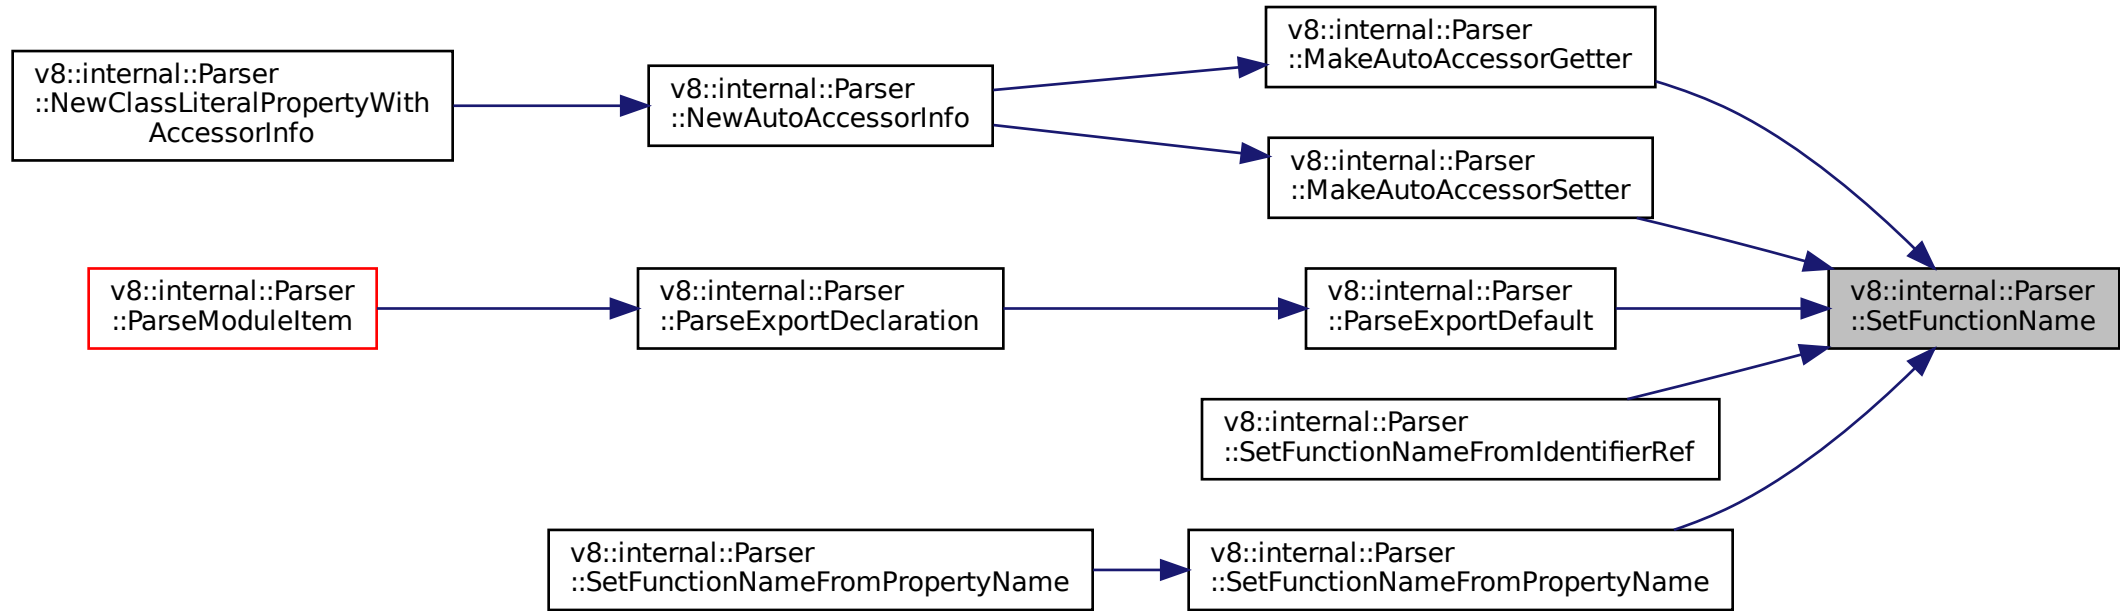 v8::internal::Parser
::NewClassLiteralPropertyWith
AccessorInfo
v8::internal::Parser
::NewAutoAccessorInfo
v8::internal::Parser
::MakeAutoAccessorGetter
v8::internal::Parser
::MakeAutoAccessorSetter
v8::internal::Parser
::ParseModuleItem
v8::internal::Parser
::ParseExportDeclaration
v8::internal::Parser
::ParseExportDefault
v8::internal::Parser
::SetFunctionName
v8::internal::Parser
::SetFunctionNameFromIdentifierRef
v8::internal::Parser
::SetFunctionNameFromPropertyName
v8::internal::Parser
::SetFunctionNameFromPropertyName